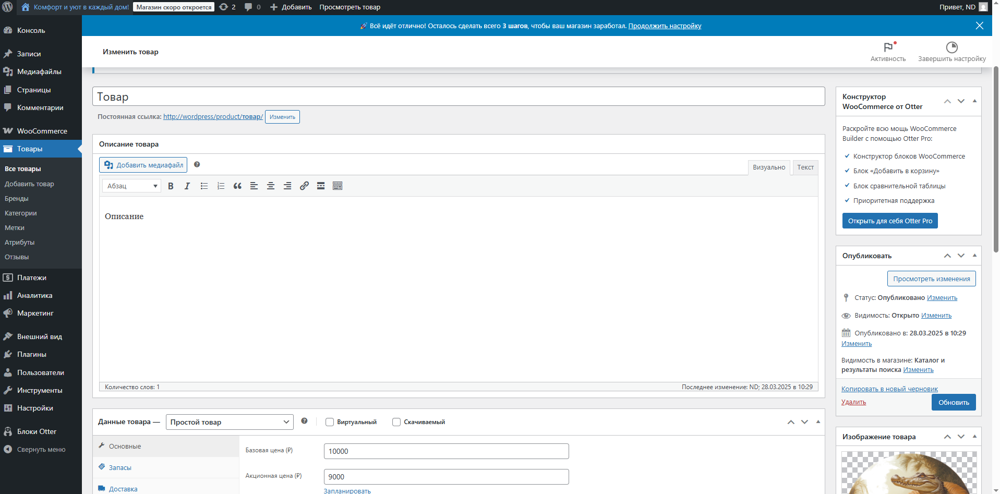 Комфорт и уют в каждый дом! Магазин скоро откроется 2 0 Добавить Просмотреть товар Привет, ND
🚀 Всё идёт отлично! Осталось сделать всего 3 шагов, чтобы ваш магазин заработал. Продолжить настройку
Изменить товар
Активность
Завершить настройку
Консоль
Записи
Медиафайлы
Страницы
Комментарии
WooCommerce
Товары
Все товары
Добавить товар
Бренды
Категории
Метки
Атрибуты
Отзывы
Платежи
Аналитика
Маркетинг
Внешний вид
Плагины
Пользователи
Инструменты
Настройки
Блоки Otter
Свернуть меню
Товар
Постоянная ссылка: http://wordpress/product/товар/ Изменить
Описание товара
Добавить медиафайл
Визуально Текст
Абзац
Описание
Количество слов: 1
Последнее изменение: ND; 28.03.2025 в 10:29
Данные товара — Простой товар Виртуальный Скачиваемый
Основные
Запасы
Доставка
Базовая цена (₽) 10000
Акционная цена (₽) 9000
Запланировать
Конструктор
WooCommerce от Otter
Раскройте всю мощь WooCommerce
Builder с помощью Otter Pro:
Конструктор блоков WooCommerce
Блок «Добавить в корзину»
Блок сравнительной таблицы
Приоритетная поддержка
Открыть для себя Otter Pro
Опубликовать
Просмотреть изменения
Статус: Опубликовано Изменить
Видимость: Открыто Изменить
Опубликовано в: 28.03.2025 в 10:29
Изменить
Видимость в магазине: Каталог и
результаты поиска Изменить
Копировать в новый черновик
Удалить
Обновить
Изображение товара